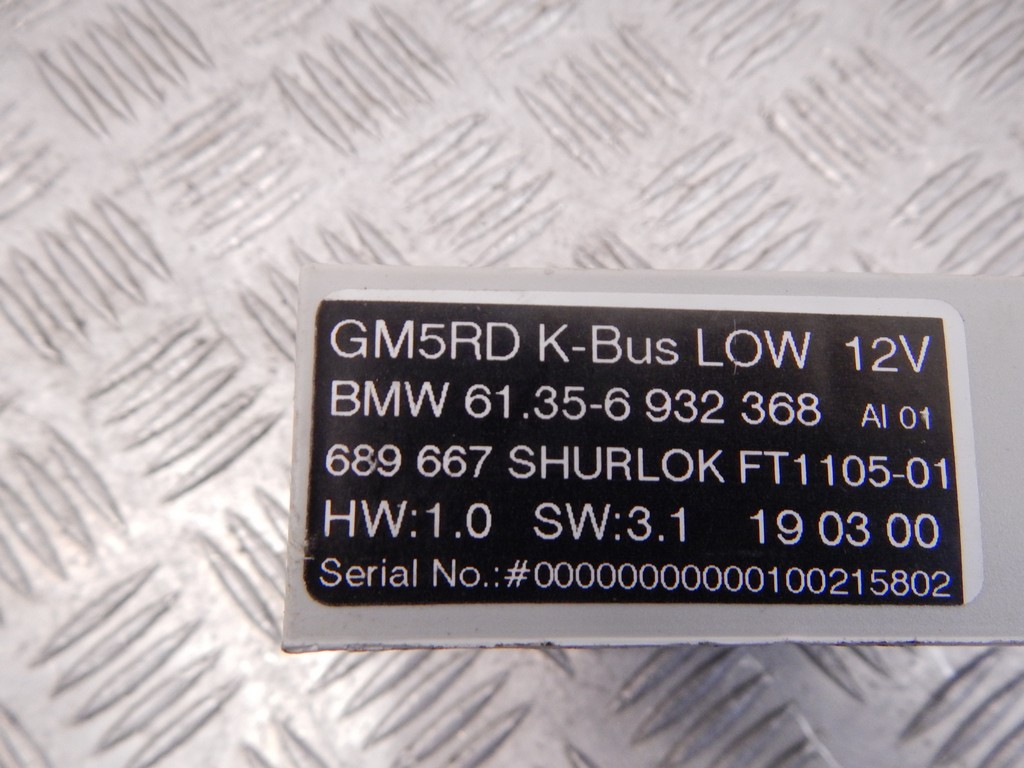 GM5RD K-Bus LOW 12V
BMW 61.35-6 932 368 AI 01
689 667 SHURLOK FT1105-01
HW:1.0 SW:3.1 19 03 00
Serial No.:#00000000000100215802